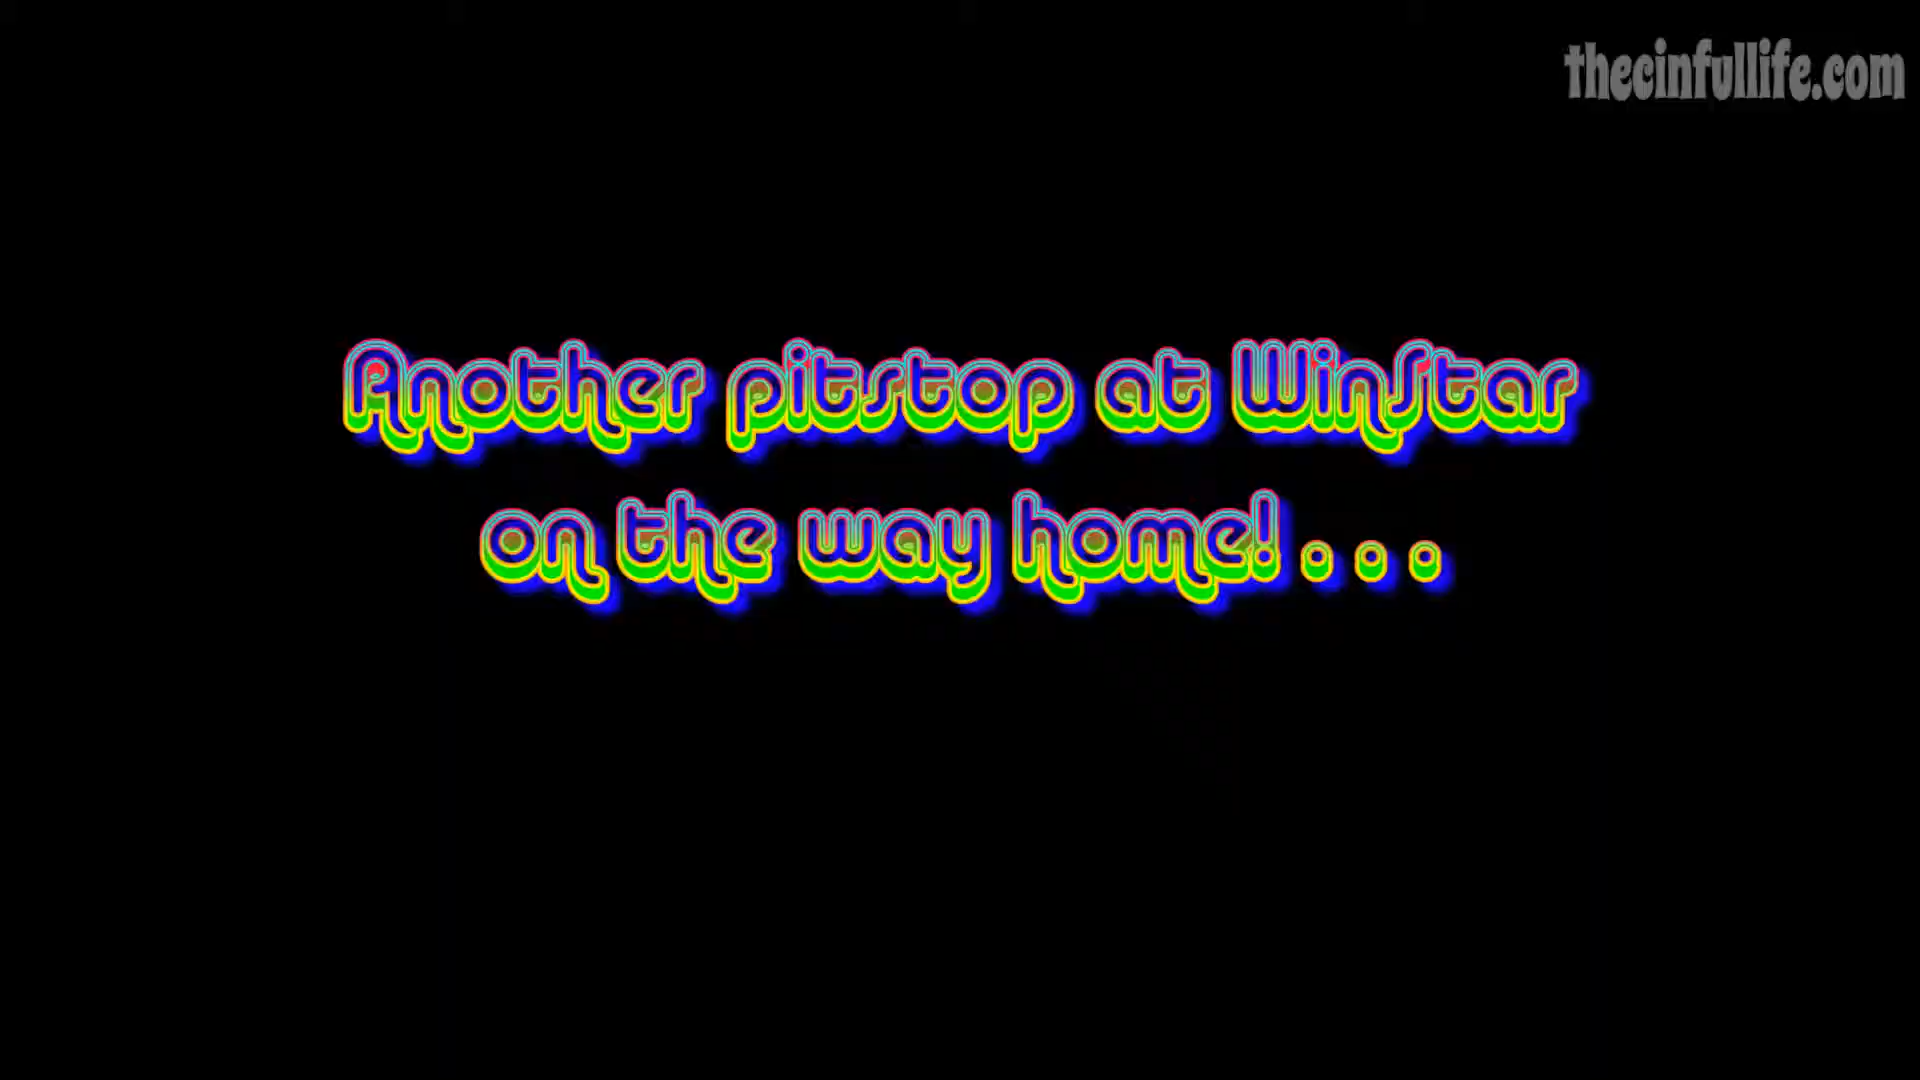 thecinfullife.com
Another pitstop at WinStar
on the way home! . . .